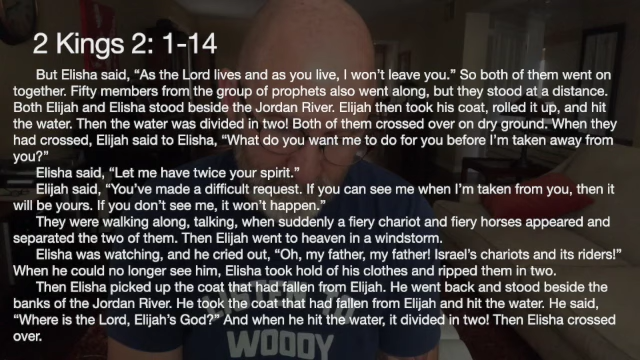 2 Kings 2: 1-14
But Elisha said, “As the Lord lives and as you live, I won’t leave you.” So both of them went on
together. Fifty members from the group of prophets also went along, but they stood at a distance.
Both Elijah and Elisha stood beside the Jordan River. Elijah then took his coat, rolled it up, and hit
the water. Then the water was divided in two! Both of them crossed over on dry ground. When they
had crossed, Elijah said to Elisha, “What do you want me to do for you before I’m taken away from
you?”
Elisha said, “Let me have twice your spirit.”
Elijah said, “You’ve made a difficult request. If you can see me when I’m taken from you, then it
will be yours. If you don’t see me, it won’t happen.”
They were walking along, talking, when suddenly a fiery chariot and fiery horses appeared and
separated the two of them. Then Elijah went to heaven in a windstorm.
Elisha was watching, and he cried out, “Oh, my father, my father! Israel’s chariots and its riders!”
When he could no longer see him, Elisha took hold of his clothes and ripped them in two.
Then Elisha picked up the coat that had fallen from Elijah. He went back and stood beside the
banks of the Jordan River. He took the coat that had fallen from Elijah and hit the water. He said,
“Where is the Lord, Elijah’s God?” And when he hit the water, it divided in two! Then Elisha crossed
over.
WOODY